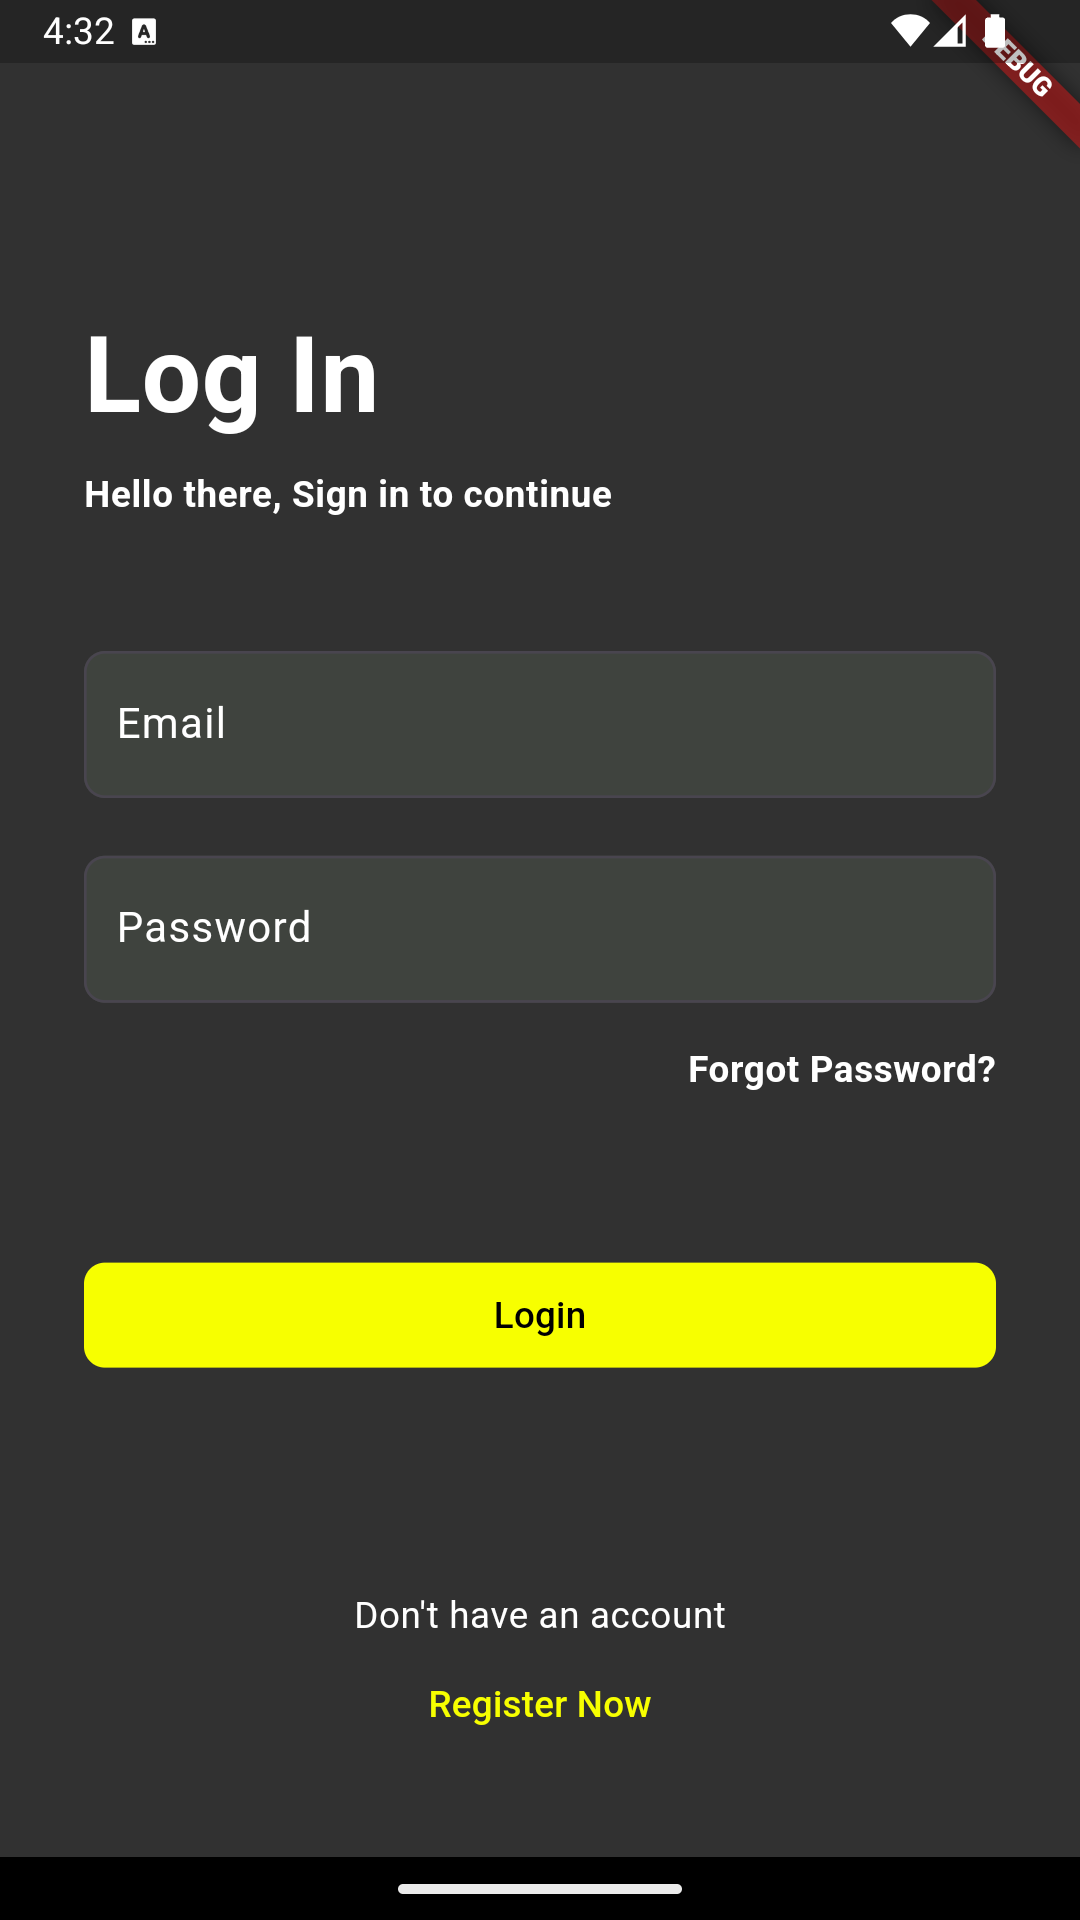 4:32
EBUG
Log In
Hello there, Sign in to continue
Email
Password
Forgot Password?
Login
Don't have an account
Register Now